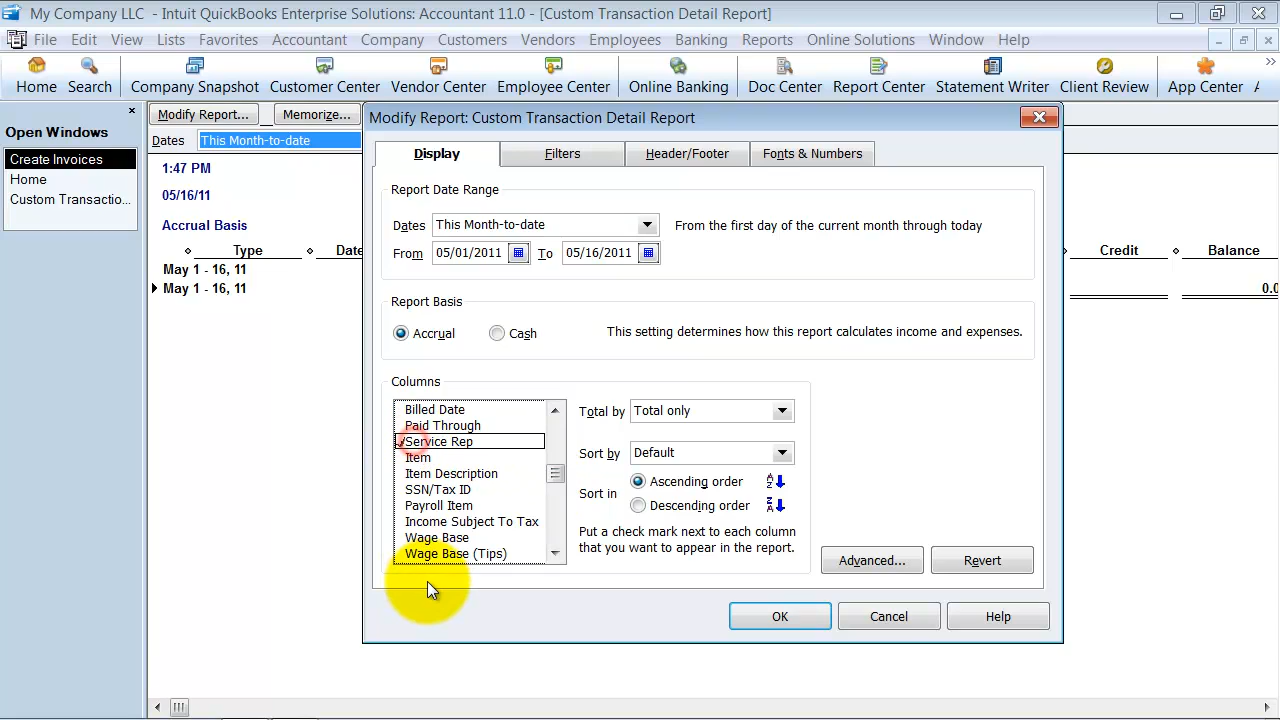 My Company LLC - Intuit QuickBooks Enterprise Solutions: Accountant 11.0 - [Custom Transaction Detail Report]
File Edit View Lists Favorites Accountant Company Customers Vendors Employees Banking Reports Online Solutions Window Help
Home Search Company Snapshot Customer Center Vendor Center Employee Center Online Banking Doc Center Report Center Statement Writer Client Review App Center
Open Windows
Create Invoices
Home
Custom Transactio...
Modify Report... Memorize...
Dates This Month-to-date
1:47 PM
05/16/11
Accrual Basis
Type Date Credit Balance
May 1 - 16, 11
May 1 - 16, 11 0.0
Modify Report: Custom Transaction Detail Report
Display Filters Header/Footer Fonts & Numbers
Report Date Range
Dates This Month-to-date From the first day of the current month through today
From 05/01/2011 To 05/16/2011
Report Basis
Accrual Cash This setting determines how this report calculates income and expenses.
Columns
Billed Date
Paid Through
Service Rep
Item
Item Description
SSN/Tax ID
Payroll Item
Income Subject To Tax
Wage Base
Wage Base (Tips)
Total by Total only
Sort by Default
Sort in Ascending order
Descending order
Put a check mark next to each column
that you want to appear in the report.
Advanced... Revert
OK Cancel Help